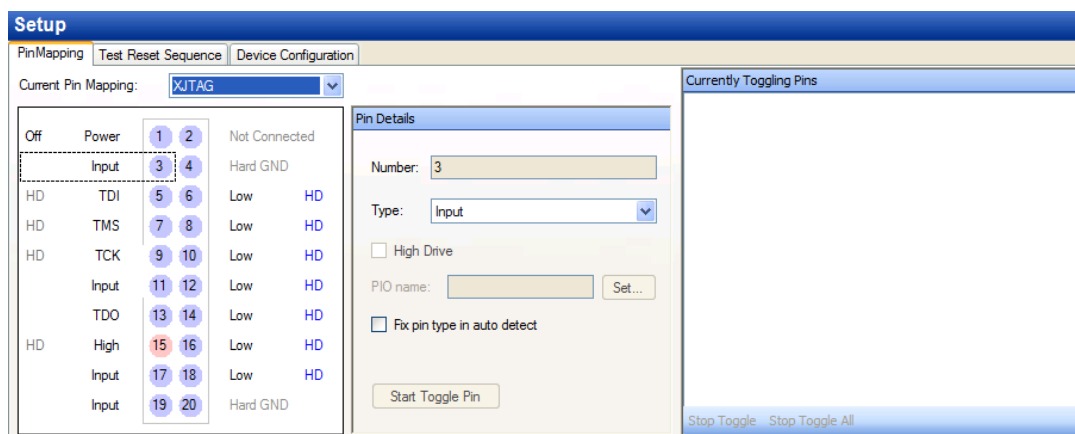 Setup
PinMapping Test Reset Sequence Device Configuration
Current Pin Mapping: XJTAG
Off Power 1 2 Not Connected
Input 3 4 Hard GND
HD TDI 5 6 Low HD
HD TMS 7 8 Low HD
HD TCK 9 10 Low HD
Input 11 12 Low HD
TDO 13 14 Low HD
HD High 15 16 Low HD
Input 17 18 Low HD
Input 19 20 Hard GND
Pin Details
Number: 3
Type: Input
High Drive
PIO name: Set...
Fix pin type in auto detect
Start Toggle Pin
Currently Toggling Pins
Stop Toggle Stop Toggle All